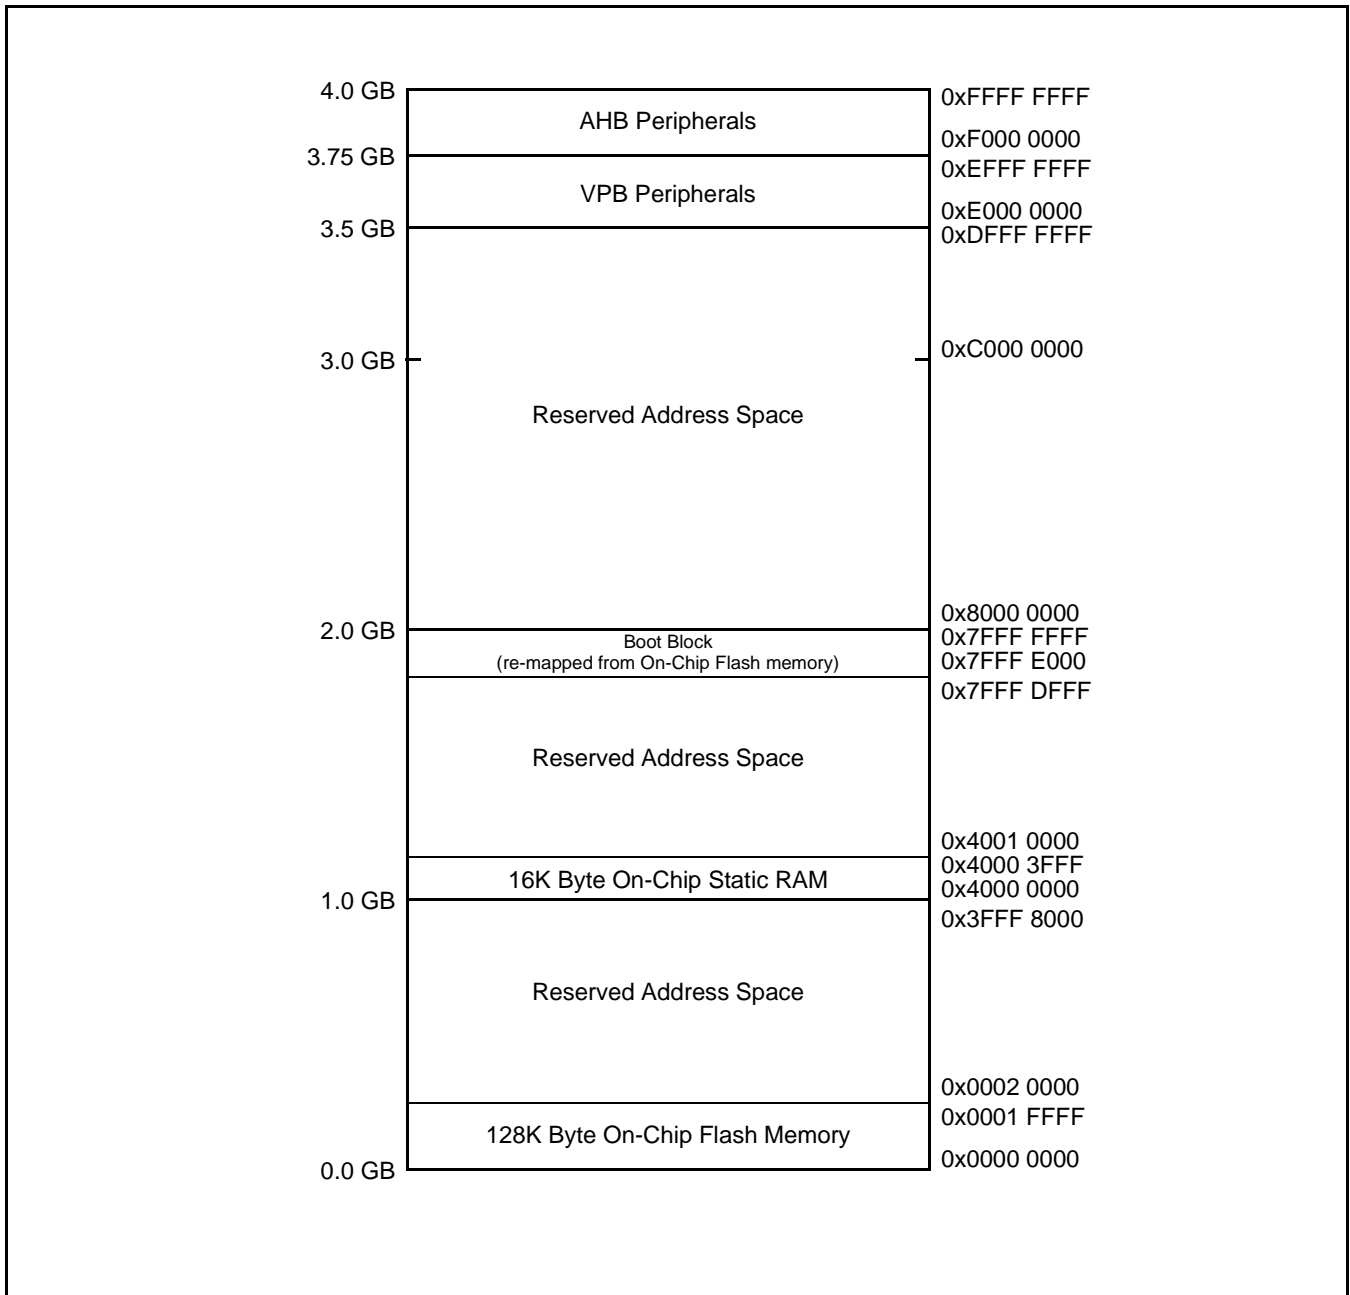 4.0 GB
0xFFFF FFFF
AHB Peripherals
0xF000 0000
3.75 GB
0xEFFF FFFF
VPB Peripherals
0xE000 0000
3.5 GB
0xDFFF FFFF
0xC000 0000
3.0 GB
Reserved Address Space
0x8000 0000
2.0 GB
0x7FFF FFFF
Boot Block
(re-mapped from On-Chip Flash memory)
0x7FFF E000
0x7FFF DFFF
Reserved Address Space
0x4001 0000
0x4000 3FFF
16K Byte On-Chip Static RAM
0x4000 0000
1.0 GB
0x3FFF 8000
Reserved Address Space
0x0002 0000
0x0001 FFFF
128K Byte On-Chip Flash Memory
0x0000 0000
0.0 GB